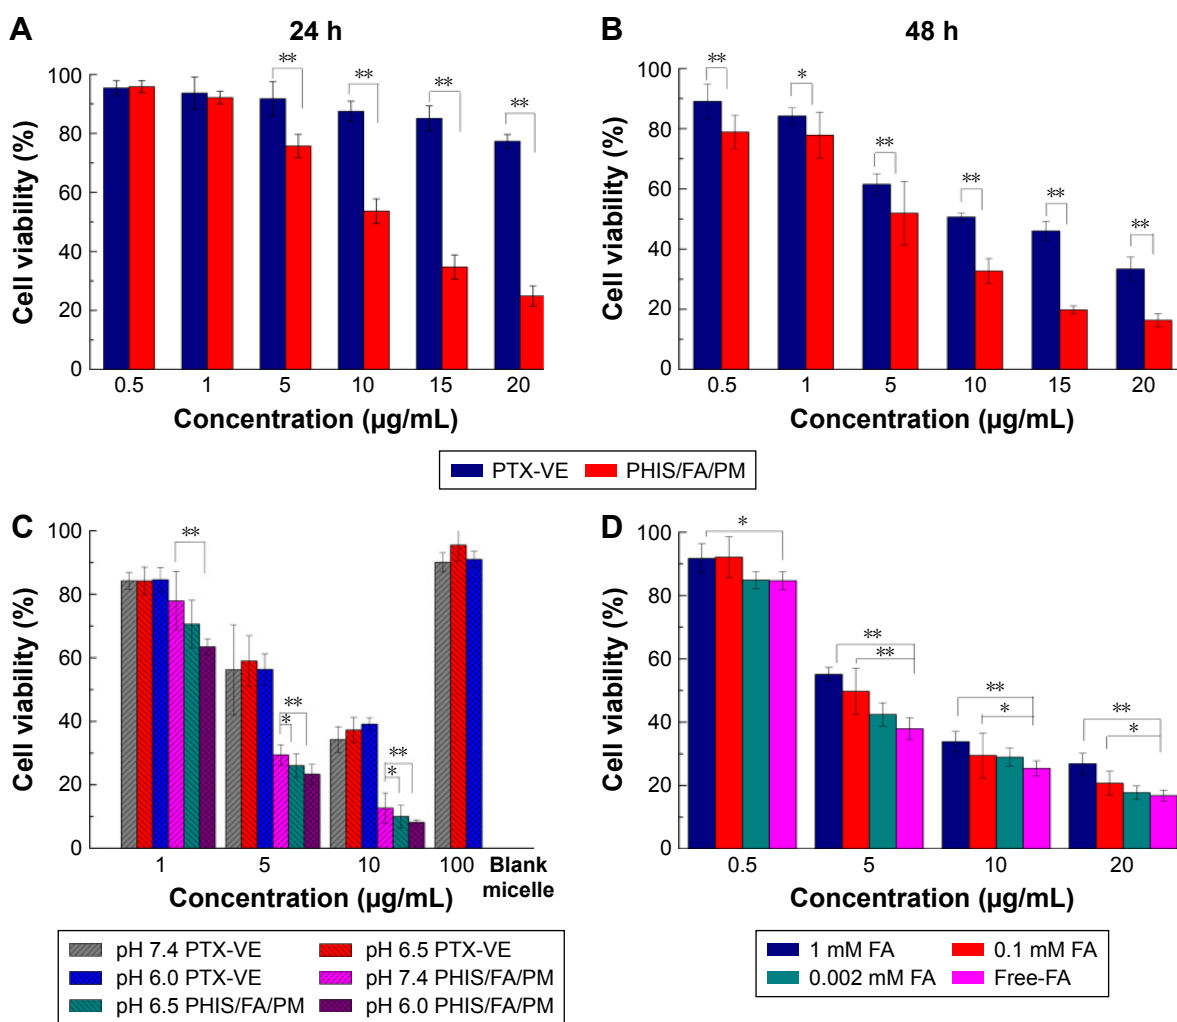 A
24 h
Cell viability (%)
100
80
60
40
20
0
** ** ** **
0.5 1 5 10 15 20
Concentration (µg/mL)
B
48 h
Cell viability (%)
100
80
60
40
20
0
** * ** ** ** **
0.5 1 5 10 15 20
Concentration (µg/mL)
PTX-VE PHIS/FA/PM
C
Cell viability (%)
100
80
60
40
20
0
**
**
*
**
*
1 5 10 100 Blank
micelle
Concentration (µg/mL)
pH 7.4 PTX-VE pH 6.5 PTX-VE
pH 6.0 PTX-VE pH 7.4 PHIS/FA/PM
pH 6.5 PHIS/FA/PM pH 6.0 PHIS/FA/PM
D
Cell viability (%)
100
80
60
40
20
0
*
**
**
**
*
**
*
0.5 5 10 20
Concentration (µg/mL)
1 mM FA 0.1 mM FA
0.002 mM FA Free-FA